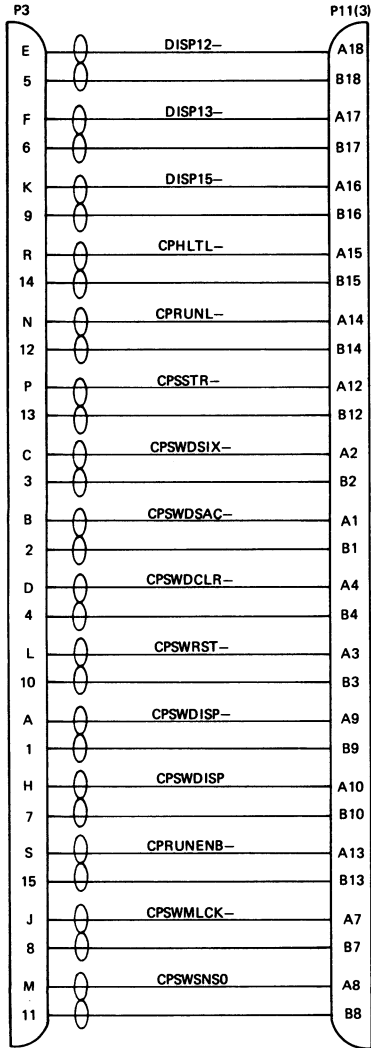 P3 P11(3)
E DISP12– A18
5 B18
F DISP13– A17
6 B17
K DISP15– A16
9 B16
R CPHLTL– A15
14 B15
N CPRUNL– A14
12 B14
P CPSSTR– A12
13 B12
C CPSWDSIX– A2
3 B2
B CPSWDSAC– A1
2 B1
D CPSWDCLR– A4
4 B4
L CPSWRST– A3
10 B3
A CPSWDISP– A9
1 B9
H CPSWDISP A10
7 B10
S CPRUNENB– A13
15 B13
J CPSWMLCK– A7
8 B7
M CPSWSNS0 A8
11 B8